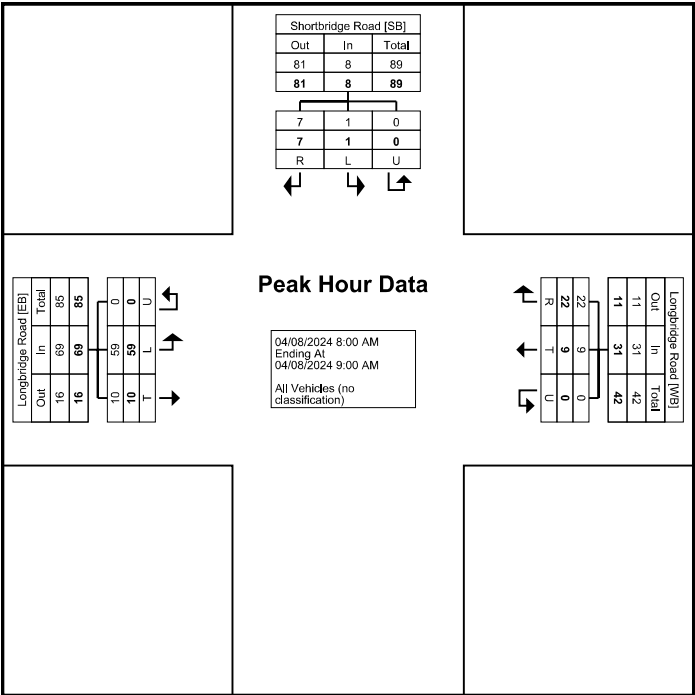 Shortbridge Road [SB]
Out In Total
81 8 89
81 8 89
7 1 0
7 1 0
R L U
Peak Hour Data
04/08/2024 8:00 AM
Ending At
04/08/2024 9:00 AM
All Vehicles (no
classification)
Longbridge Road [EB]
Total In Out
85 69 16
85 69 16
0 59 10
0 59 10
U L T
Longbridge Road [WB]
Out In Total
11 31 42
11 31 42
22 9 0
22 9 0
R T U